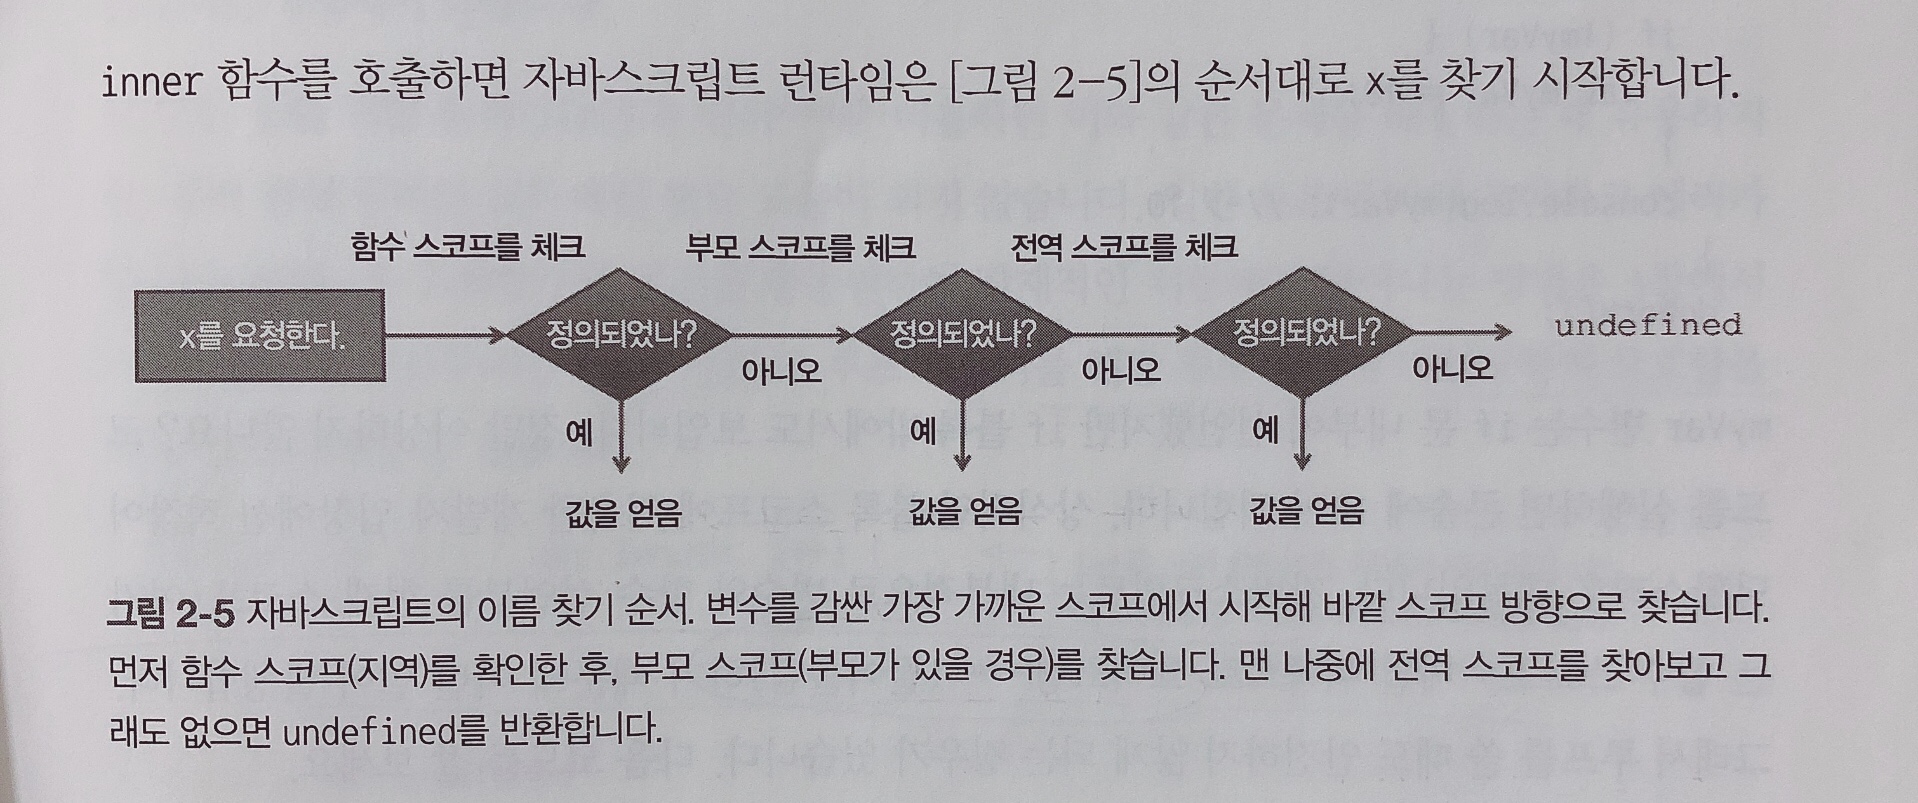 inner 함수를 호출하면 자바스크립트 런타임은 [그림 2-5]의 순서대로 x를 찾기 시작합니다.
함수 스코프를 체크
부모 스코프를 체크
전역 스코프를 체크
x를 요청한다.
정의되었나?
정의되었나?
정의되었나?
undefined
아니오
아니오
아니오
예
예
예
값을 얻음
값을 얻음
값을 얻음
그림 2-5 자바스크립트의 이름 찾기 순서. 변수를 감싼 가장 가까운 스코프에서 시작해 바깥 스코프 방향으로 찾습니다.
먼저 함수 스코프(지역)를 확인한 후, 부모 스코프(부모가 있을 경우)를 찾습니다. 맨 나중에 전역 스코프를 찾아보고 그
래도 없으면 undefined를 반환합니다.